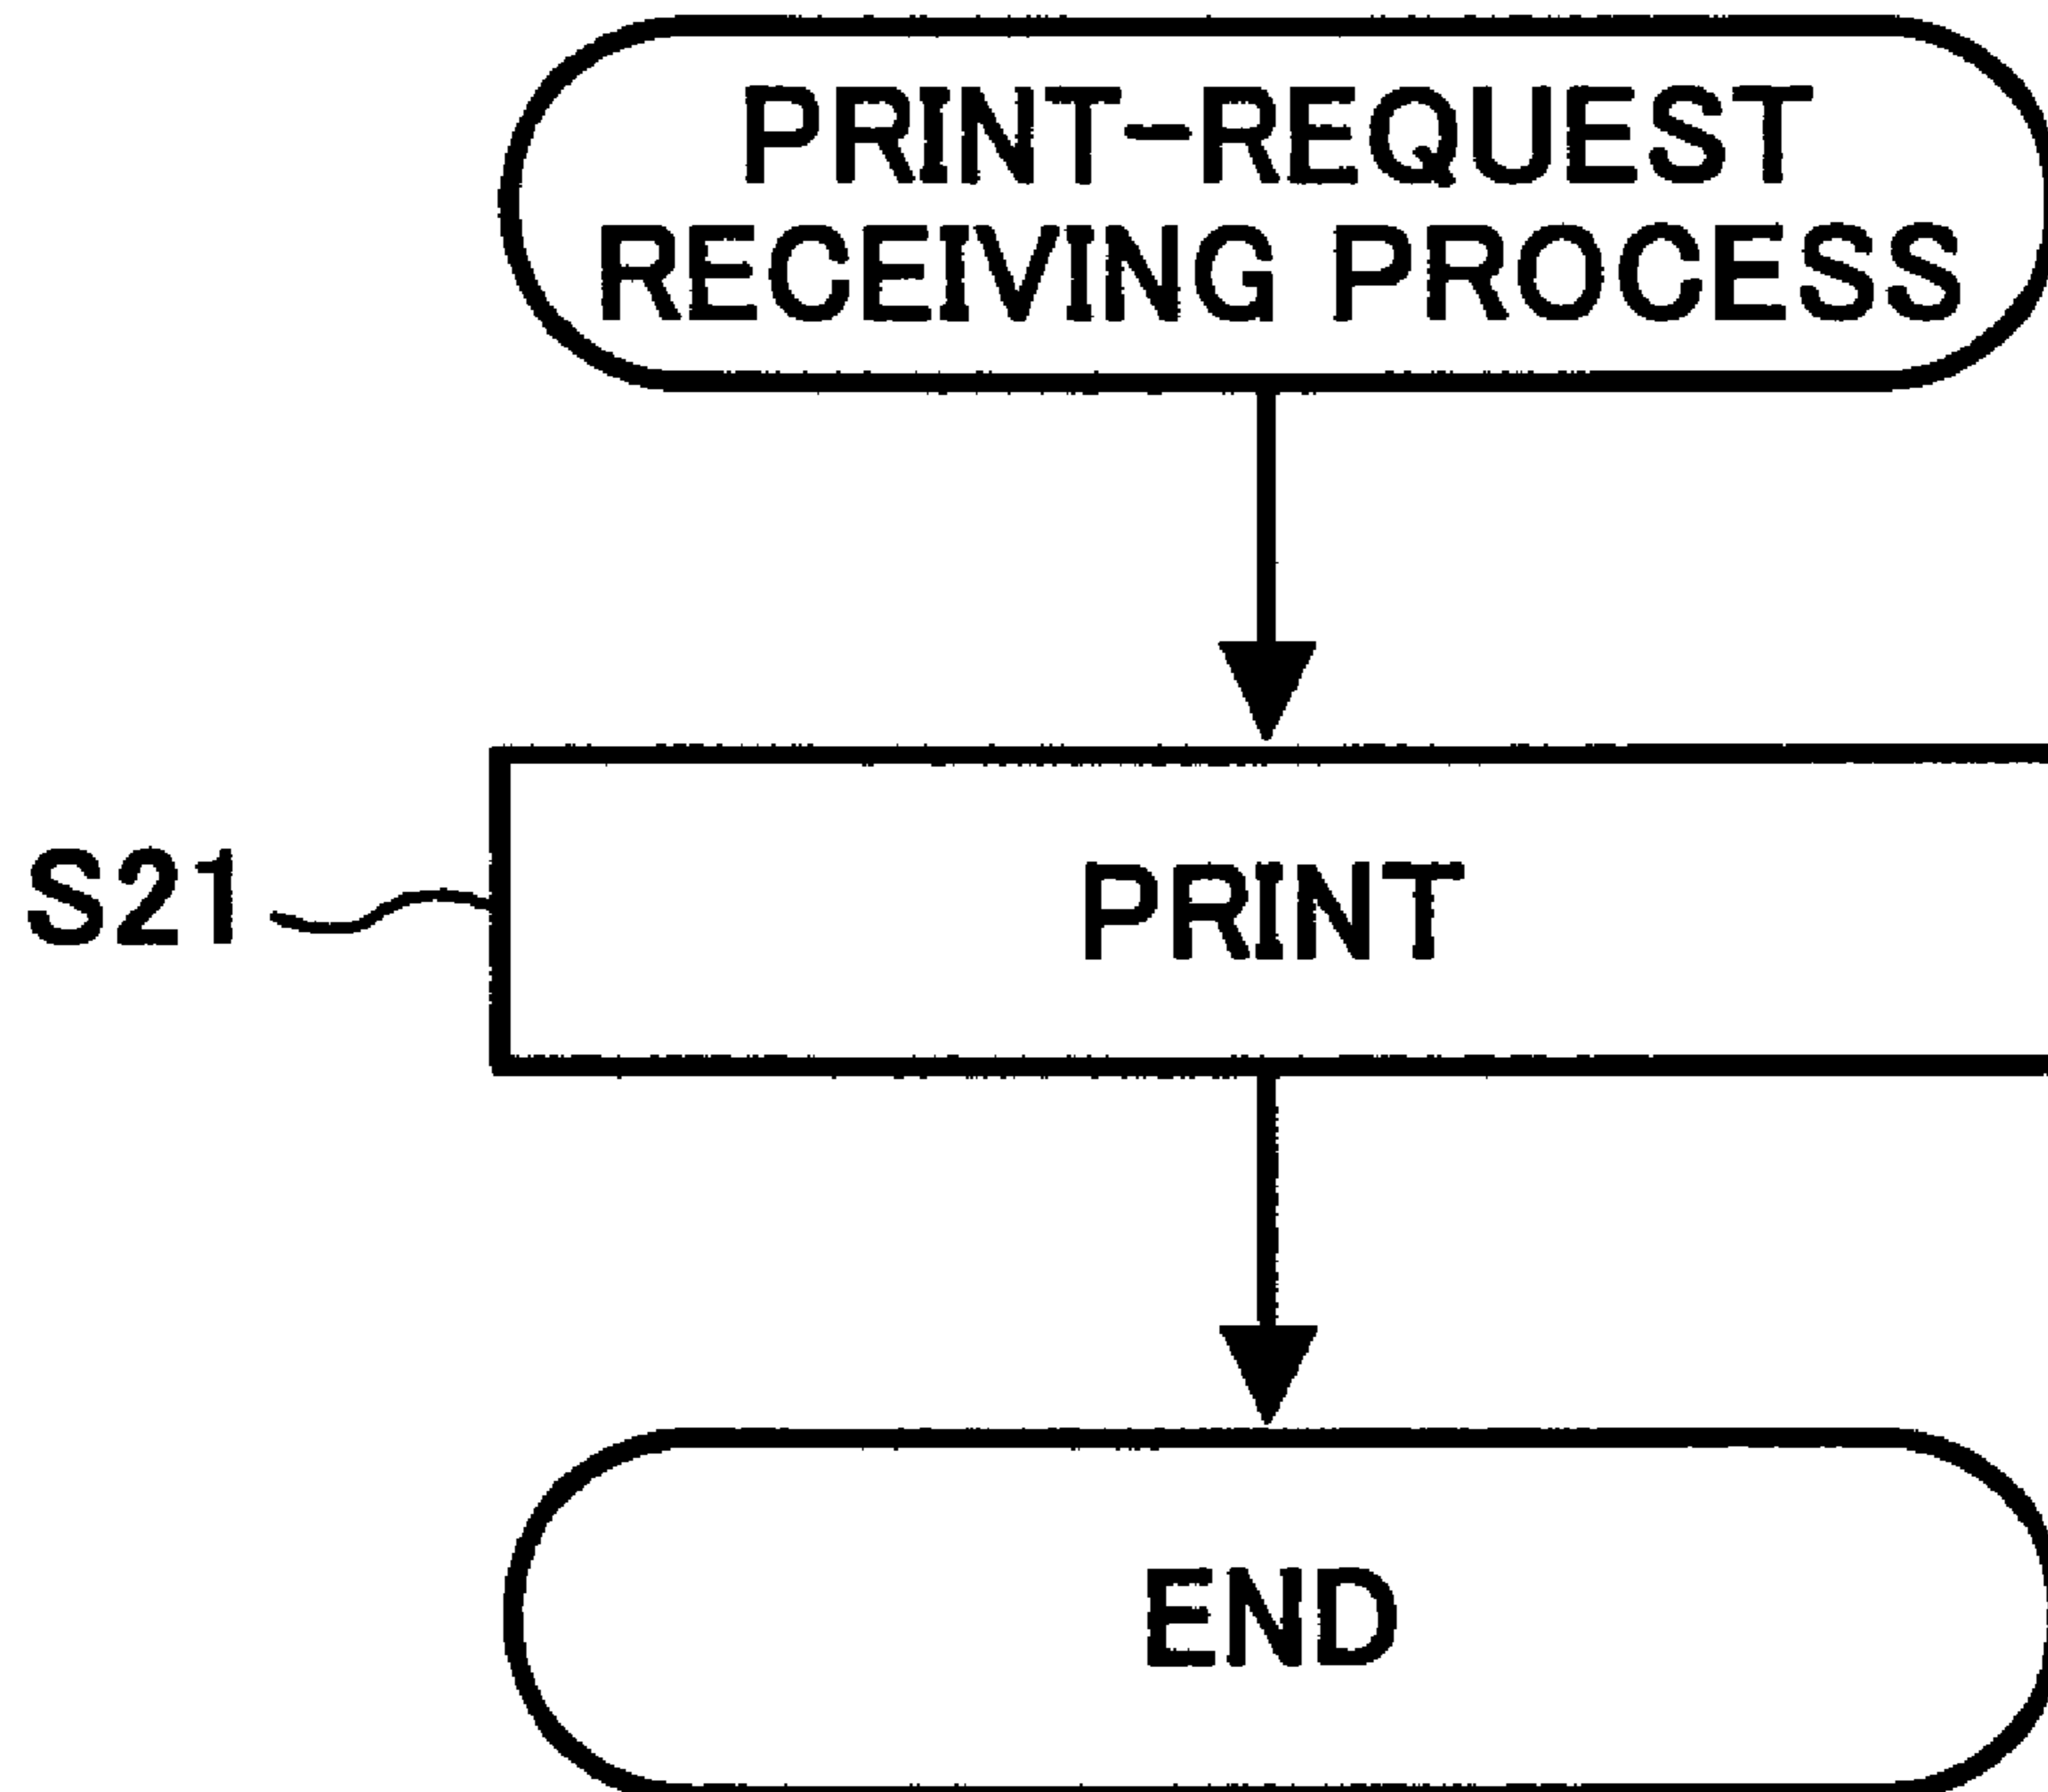 PRINT-REQUEST
RECEIVING PROCESS
S21
PRINT
END